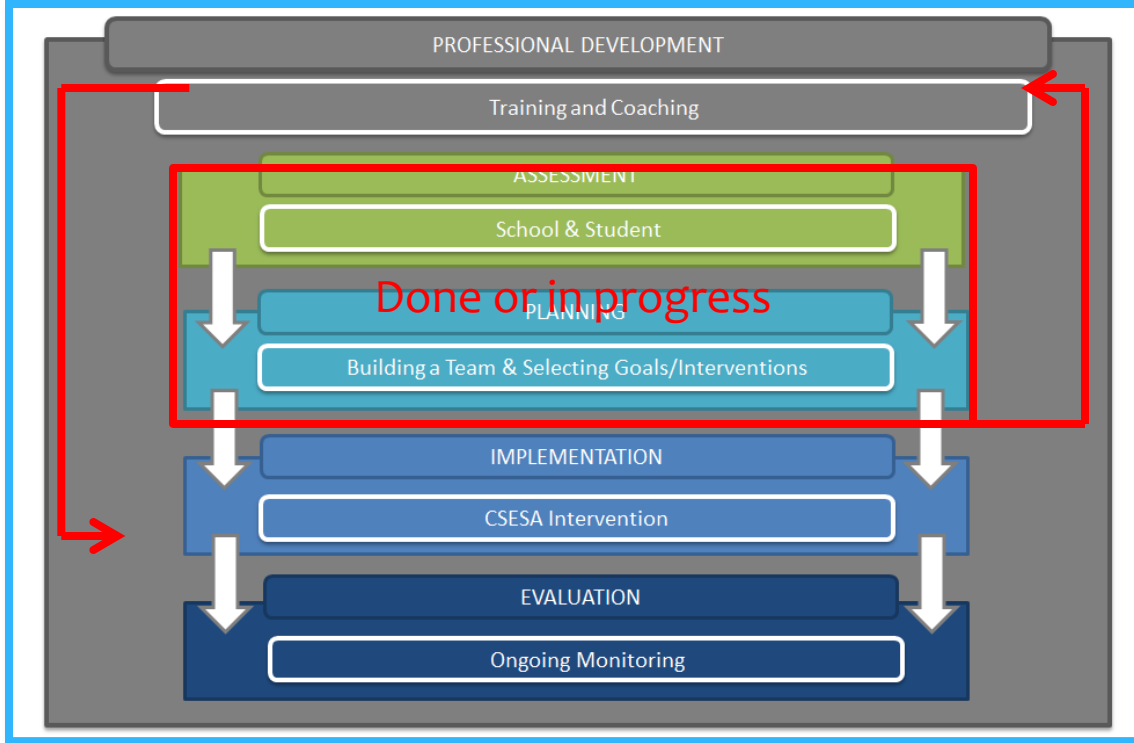 PROFESSIONAL DEVELOPMENT
Training and Coaching
ASSESSMENT
School & Student
Done or in progress
PLANNING
Building a Team & Selecting Goals/Interventions
IMPLEMENTATION
CSESA Intervention
EVALUATION
Ongoing Monitoring